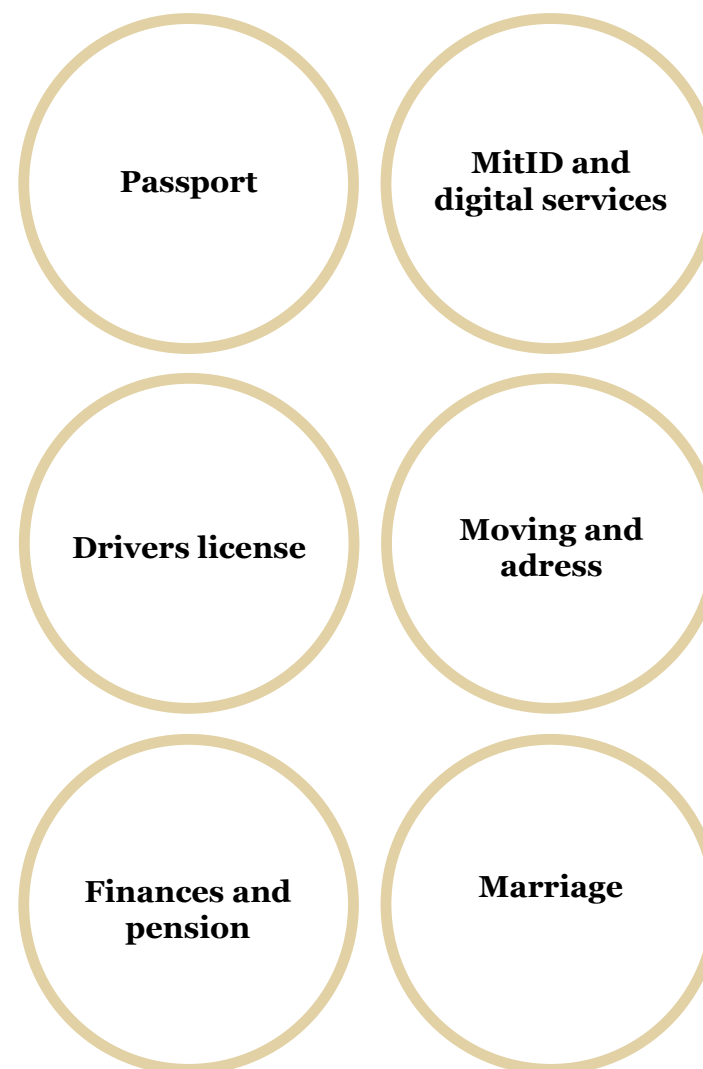 Passport
MitID and
digital services
Drivers license
Moving and
adress
Finances and
pension
Marriage